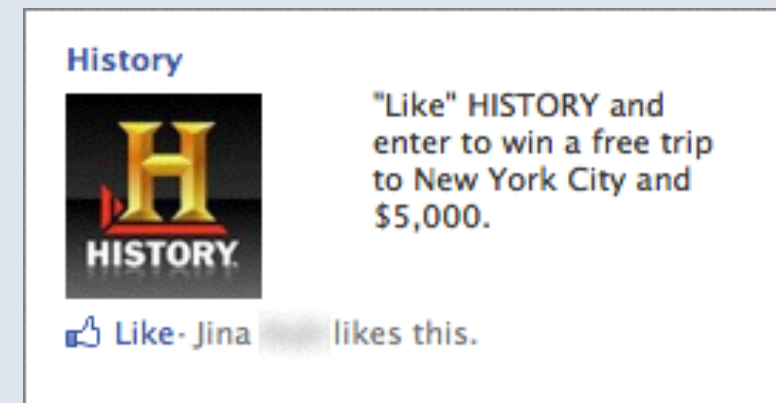 History
"Like" HISTORY and
enter to win a free trip
to New York City and
$5,000.
H
HISTORY
Like · Jina likes this.